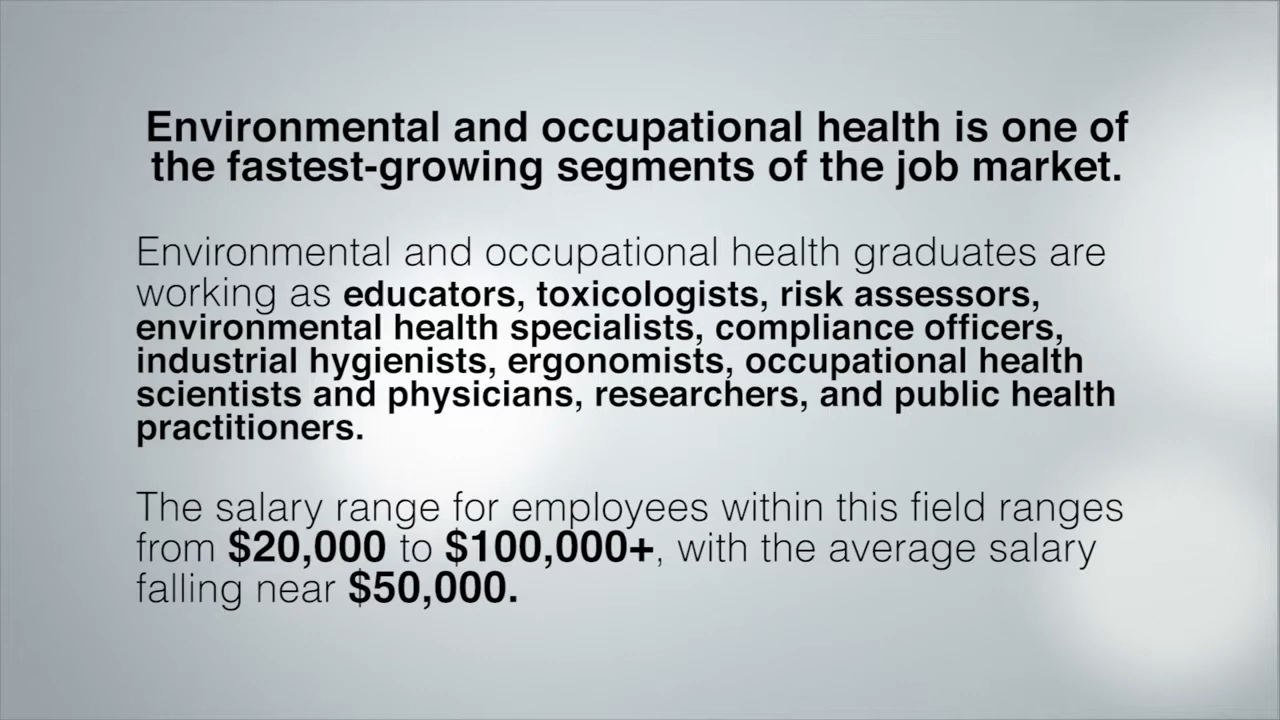 Environmental and occupational health is one of
the fastest-growing segments of the job market.
Environmental and occupational health graduates are
working as educators, toxicologists, risk assessors,
environmental health specialists, compliance officers,
industrial hygienists, ergonomists, occupational health
scientists and physicians, researchers, and public health
practitioners.
The salary range for employees within this field ranges
from $20,000 to $100,000+, with the average salary
falling near $50,000.